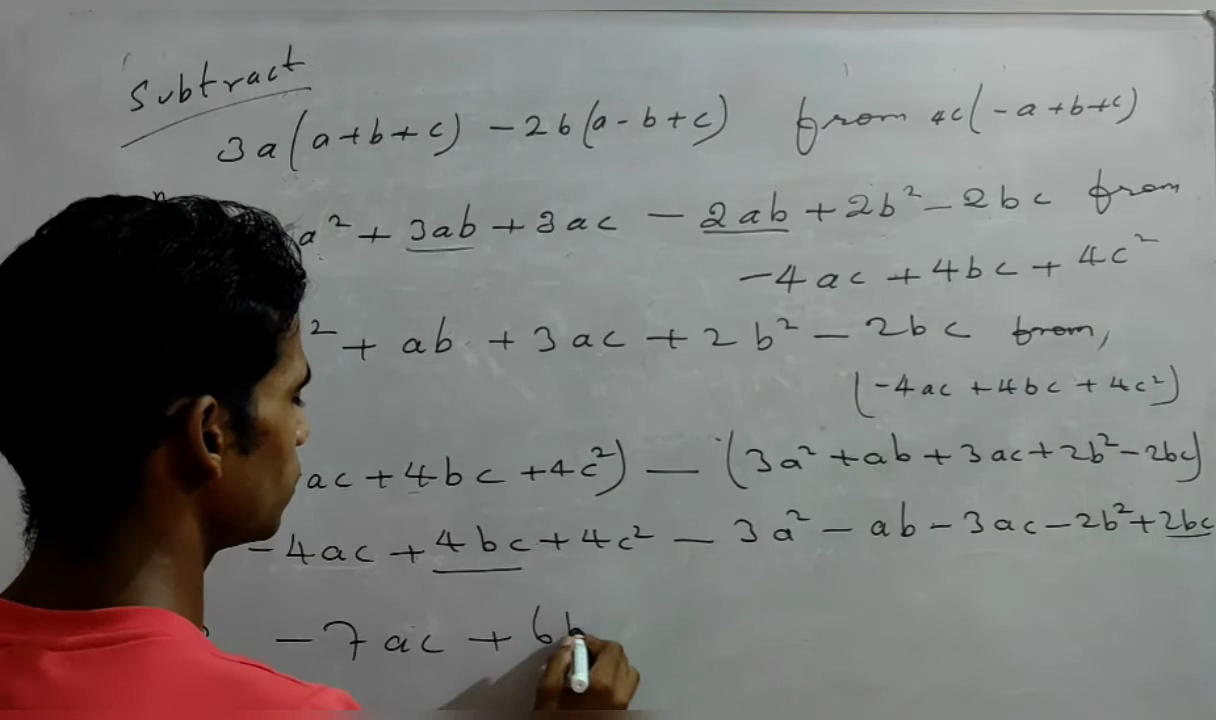 Subtract
3a(a+b+c) - 2b(a-b+c) from 4c(-a+b+c)
a² + 3ab + 3ac - 2ab + 2b² - 2bc from
-4ac + 4bc + 4c²
² + ab + 3ac + 2b² - 2bc from,
(-4ac + 4bc + 4c²)
ac + 4bc + 4c²) - (3a² + ab + 3ac + 2b² - 2bc)
-4ac + 4bc + 4c² - 3a² - ab - 3ac - 2b² + 2bc
-7ac + 6b